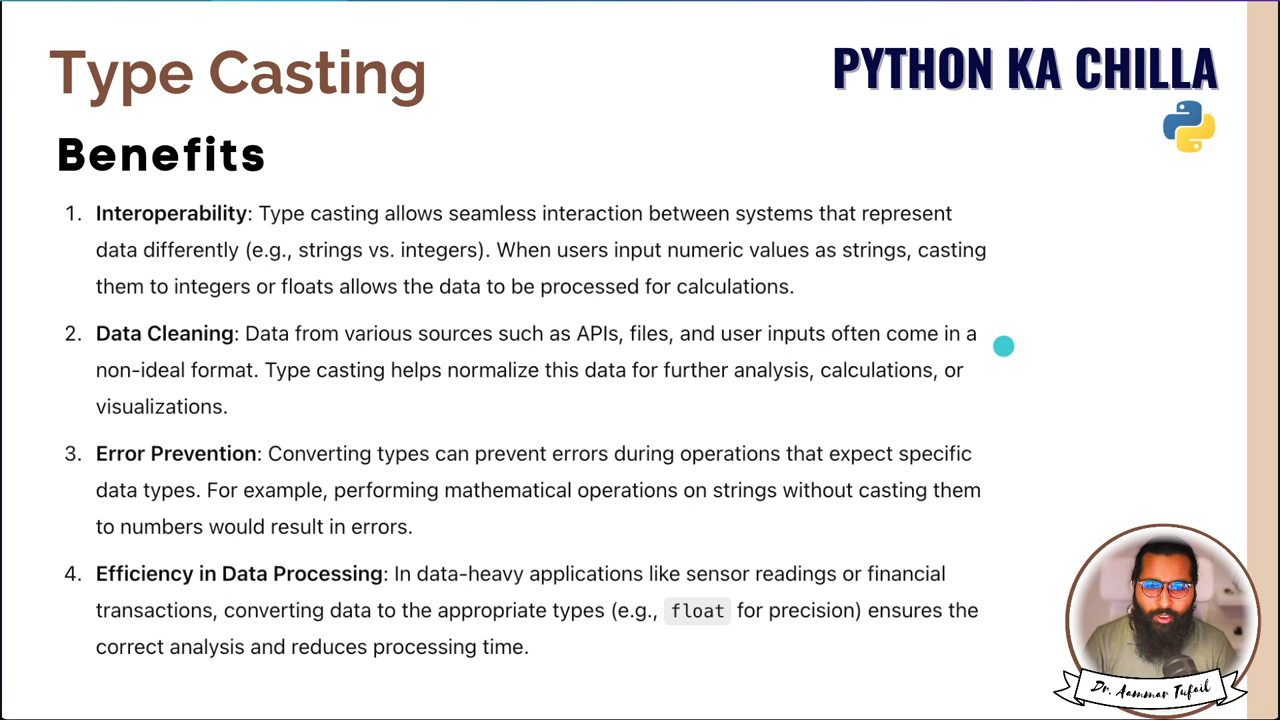 Type Casting
PYTHON KA CHILLA
Benefits
1. Interoperability: Type casting allows seamless interaction between systems that represent
data differently (e.g., strings vs. integers). When users input numeric values as strings, casting
them to integers or floats allows the data to be processed for calculations.
2. Data Cleaning: Data from various sources such as APIs, files, and user inputs often come in a
non-ideal format. Type casting helps normalize this data for further analysis, calculations, or
visualizations.
3. Error Prevention: Converting types can prevent errors during operations that expect specific
data types. For example, performing mathematical operations on strings without casting them
to numbers would result in errors.
4. Efficiency in Data Processing: In data-heavy applications like sensor readings or financial
transactions, converting data to the appropriate types (e.g., float for precision) ensures the
correct analysis and reduces processing time.
Dr. Aammar Tufail